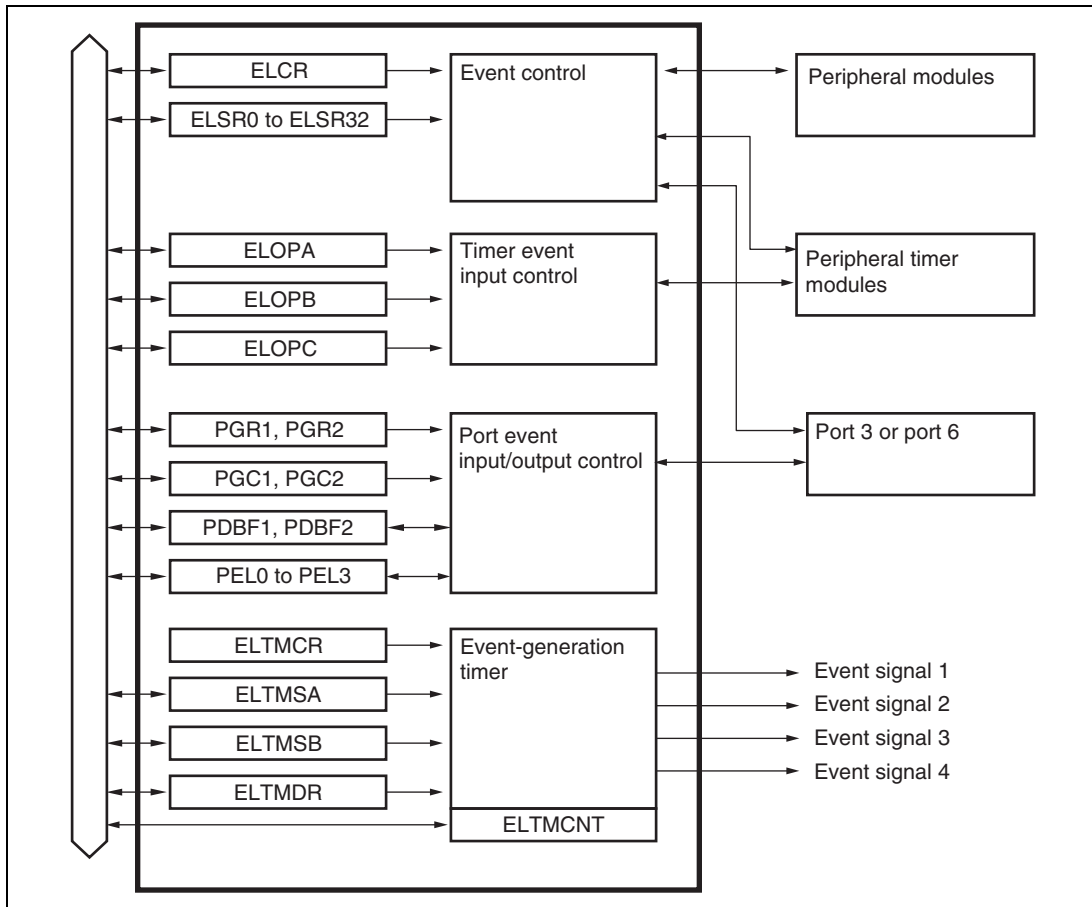 ELCR
ELSR0 to ELSR32
Event control
Peripheral modules
ELOPA
ELOPB
ELOPC
Timer event
input control
Peripheral timer
modules
PGR1, PGR2
PGC1, PGC2
PDBF1, PDBF2
PEL0 to PEL3
Port event
input/output control
Port 3 or port 6
ELTMCR
ELTMSA
ELTMSB
ELTMDR
Event-generation
timer
ELTMCNT
Event signal 1
Event signal 2
Event signal 3
Event signal 4